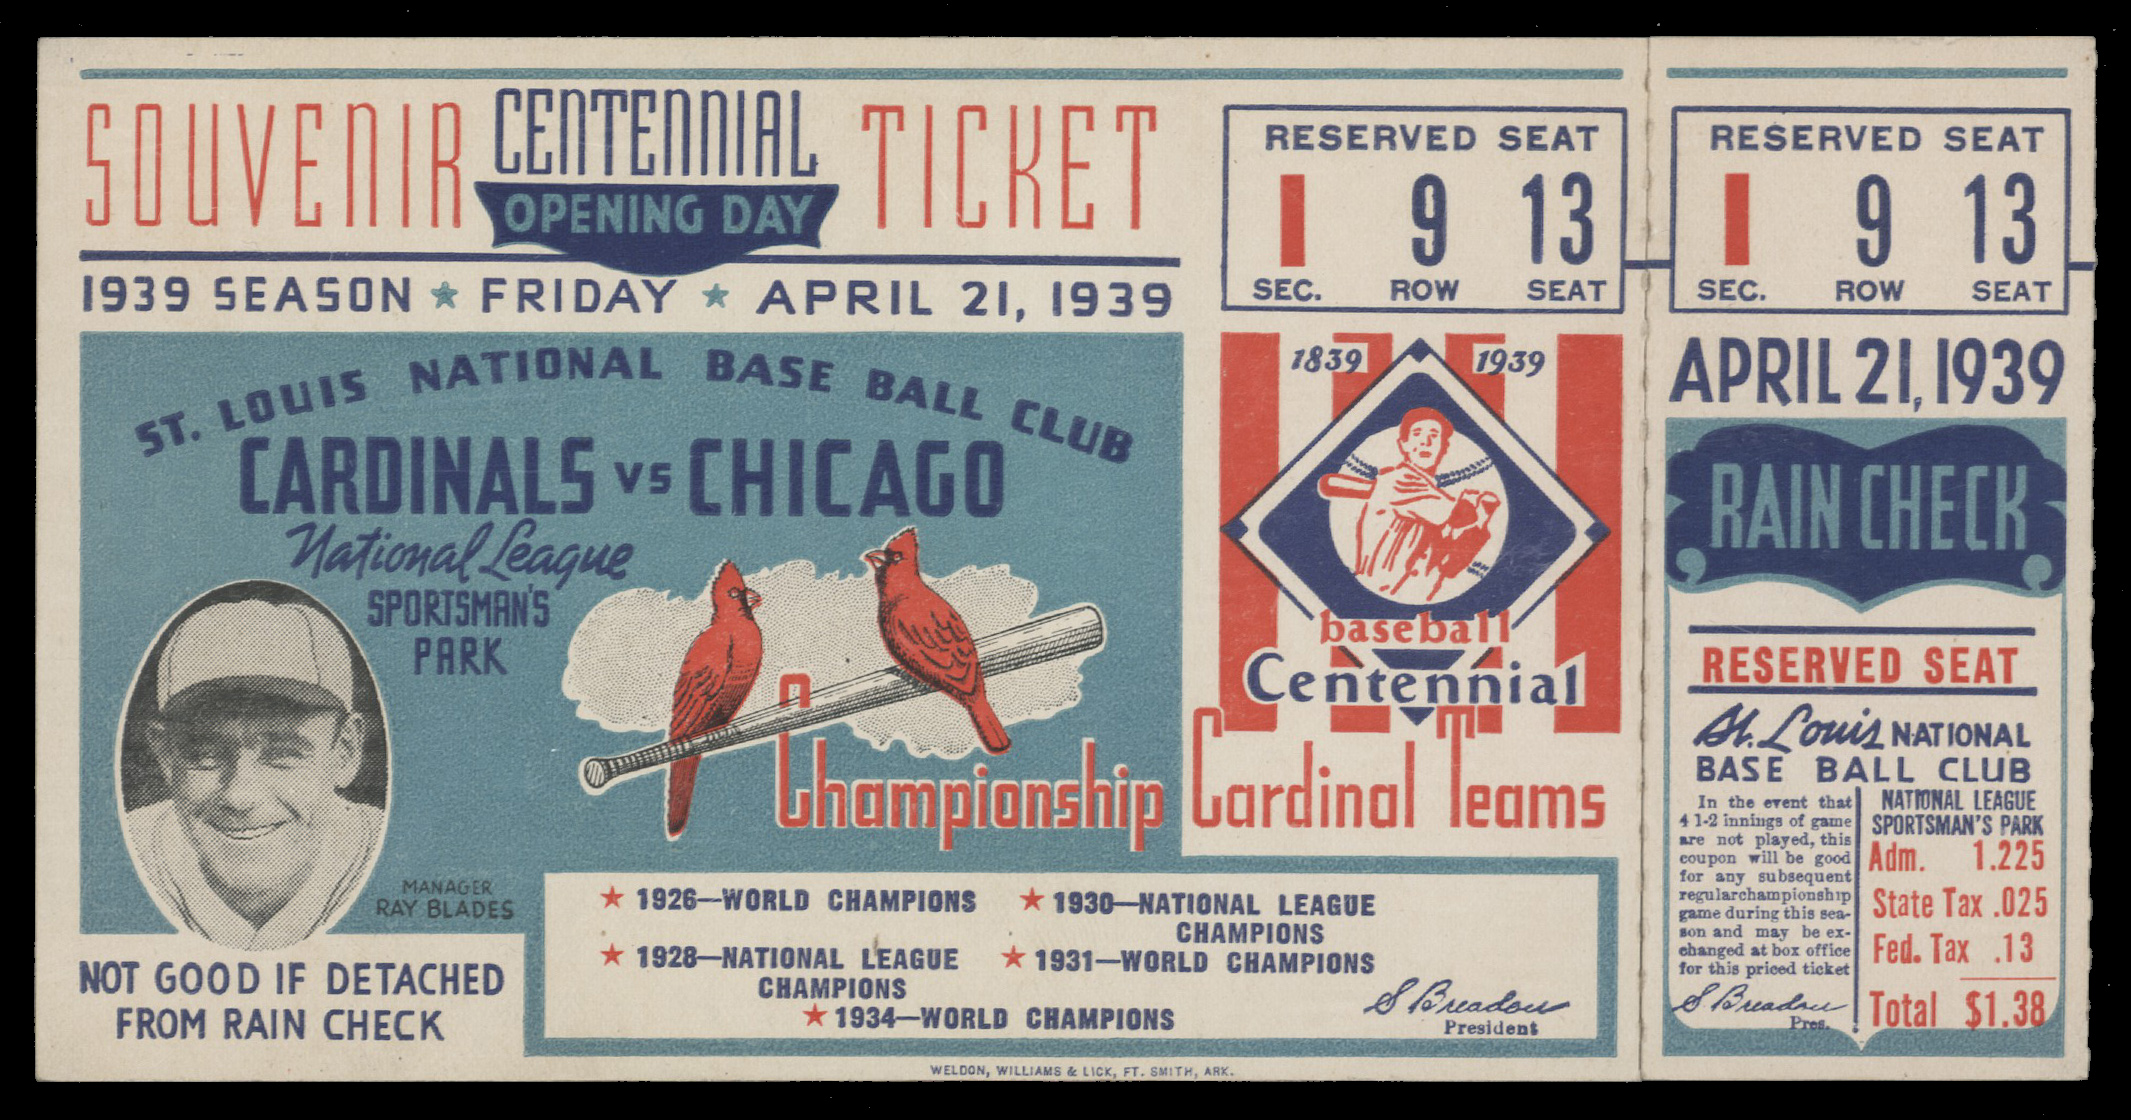 SOUVENIR CENTENNIAL TICKET
OPENING DAY
1939 SEASON ★ FRIDAY ★ APRIL 21, 1939
ST. LOUIS NATIONAL BASE BALL CLUB
CARDINALS VS CHICAGO
National League
SPORTSMAN'S
PARK
MANAGER
RAY BLADES
NOT GOOD IF DETACHED
FROM RAIN CHECK
RESERVED SEAT
1 9 13
SEC. ROW SEAT
1839 1939
baseball
Centennial
Championship Cardinal Teams
★ 1926—WORLD CHAMPIONS
★ 1928—NATIONAL LEAGUE
CHAMPIONS
★ 1930—NATIONAL LEAGUE
CHAMPIONS
★ 1931—WORLD CHAMPIONS
★ 1934—WORLD CHAMPIONS
S Breadon
President
WELDON, WILLIAMS & LICK, FT. SMITH, ARK.
RESERVED SEAT
1 9 13
SEC. ROW SEAT
APRIL 21, 1939
RAIN CHECK
RESERVED SEAT
St. Louis NATIONAL
BASE BALL CLUB
In the event that
4 1-2 innings of game
are not played, this
coupon will be good
for any subsequent
regularchampionship
game during this sea-
son and may be ex-
changed at box office
for this priced ticket
S Breadon
Pres.
NATIONAL LEAGUE
SPORTSMAN'S PARK
Adm. 1.225
State Tax .025
Fed. Tax .13
Total $1.38